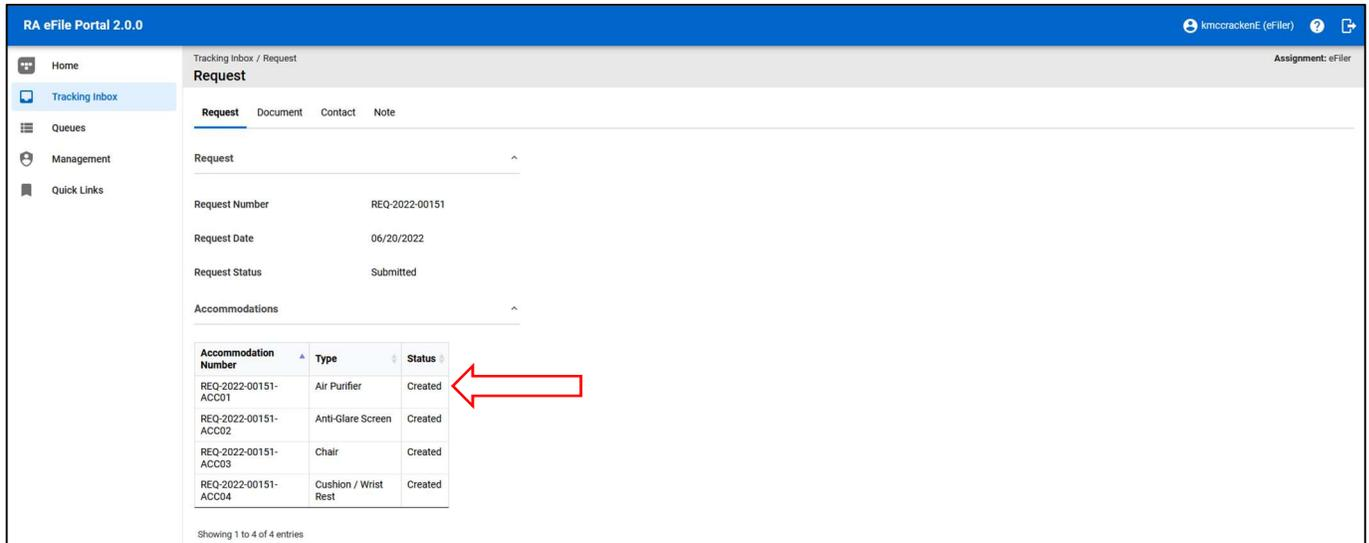 RA eFile Portal 2.0.0
kmccrackenE (eFiler)
Home
Tracking Inbox
Queues
Management
Quick Links
Tracking Inbox / Request
Assignment: eFiler
Request
Request Document Contact Note
Request
Request Number REQ-2022-00151
Request Date 06/20/2022
Request Status Submitted
Accommodations
Accommodation Number Type Status
REQ-2022-00151-ACC01 Air Purifier Created
REQ-2022-00151-ACC02 Anti-Glare Screen Created
REQ-2022-00151-ACC03 Chair Created
REQ-2022-00151-ACC04 Cushion / Wrist Rest Created
Showing 1 to 4 of 4 entries